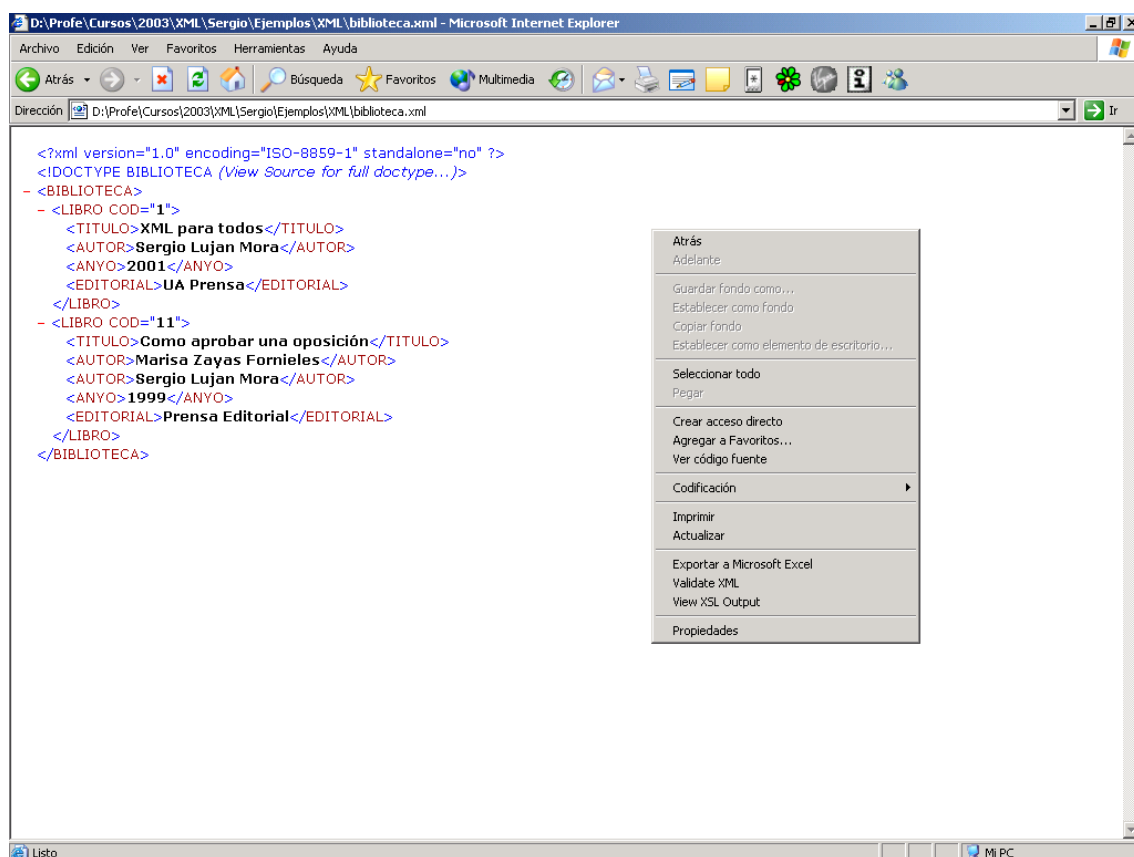 D:\Profe\Cursos\2003\XML\Sergio\Ejemplos\XML\biblioteca.xml - Microsoft Internet Explorer
Archivo Edición Ver Favoritos Herramientas Ayuda
Atrás Búsqueda Favoritos Multimedia
Dirección D:\Profe\Cursos\2003\XML\Sergio\Ejemplos\XML\biblioteca.xml Ir
<?xml version="1.0" encoding="ISO-8859-1" standalone="no" ?>
<!DOCTYPE BIBLIOTECA (View Source for full doctype...)>
- <BIBLIOTECA>
- <LIBRO COD="1">
<TITULO>XML para todos</TITULO>
<AUTOR>Sergio Lujan Mora</AUTOR>
<ANYO>2001</ANYO>
<EDITORIAL>UA Prensa</EDITORIAL>
</LIBRO>
- <LIBRO COD="11">
<TITULO>Como aprobar una oposición</TITULO>
<AUTOR>Marisa Zayas Fornieles</AUTOR>
<AUTOR>Sergio Lujan Mora</AUTOR>
<ANYO>1999</ANYO>
<EDITORIAL>Prensa Editorial</EDITORIAL>
</LIBRO>
</BIBLIOTECA>
Atrás
Adelante
Guardar fondo como...
Establecer como fondo
Copiar fondo
Establecer como elemento de escritorio...
Seleccionar todo
Pegar
Crear acceso directo
Agregar a Favoritos...
Ver código fuente
Codificación
Imprimir
Actualizar
Exportar a Microsoft Excel
Validate XML
View XSL Output
Propiedades
Listo Mi PC